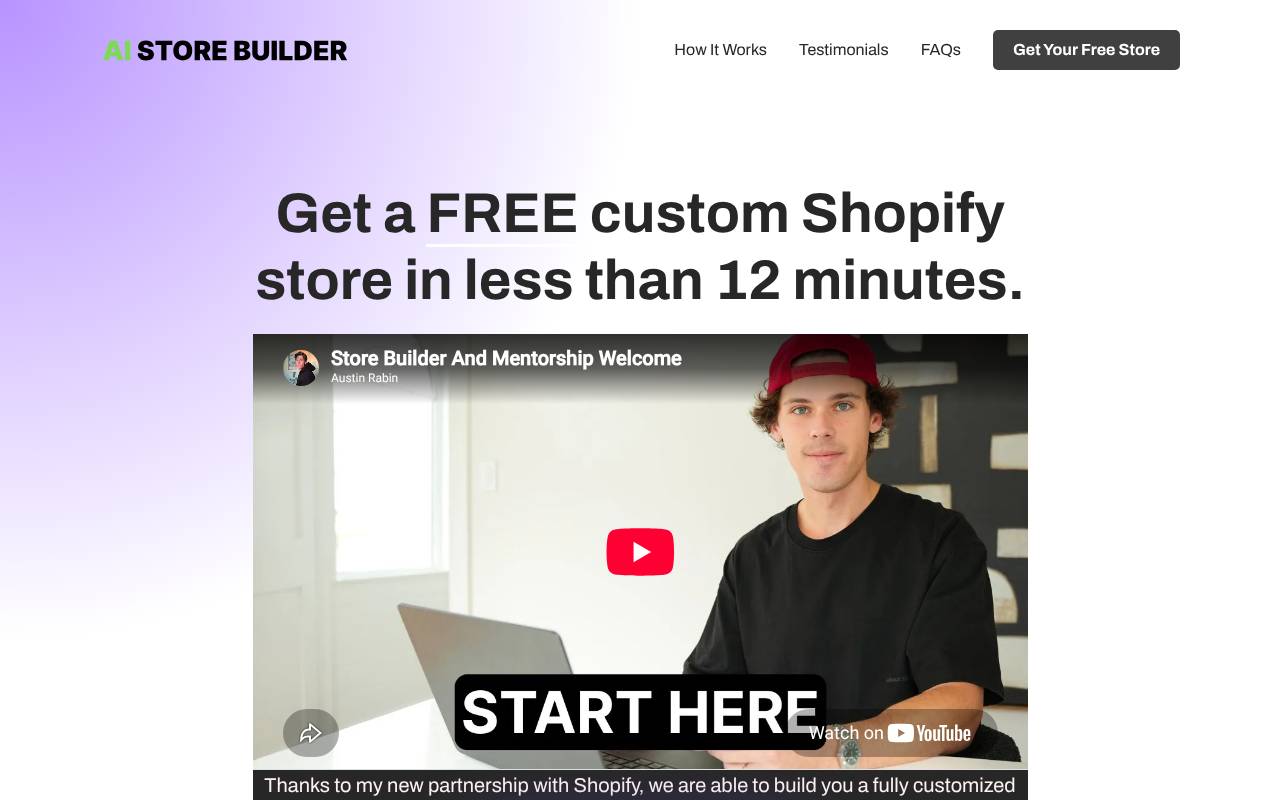 AI STORE BUILDER
How It Works
Testimonials
FAQs
Get Your Free Store
Get a FREE custom Shopify
store in less than 12 minutes.
Store Builder And Mentorship Welcome
Austin Rabin
START HERE
Watch on YouTube
Thanks to my new partnership with Shopify, we are able to build you a fully customized